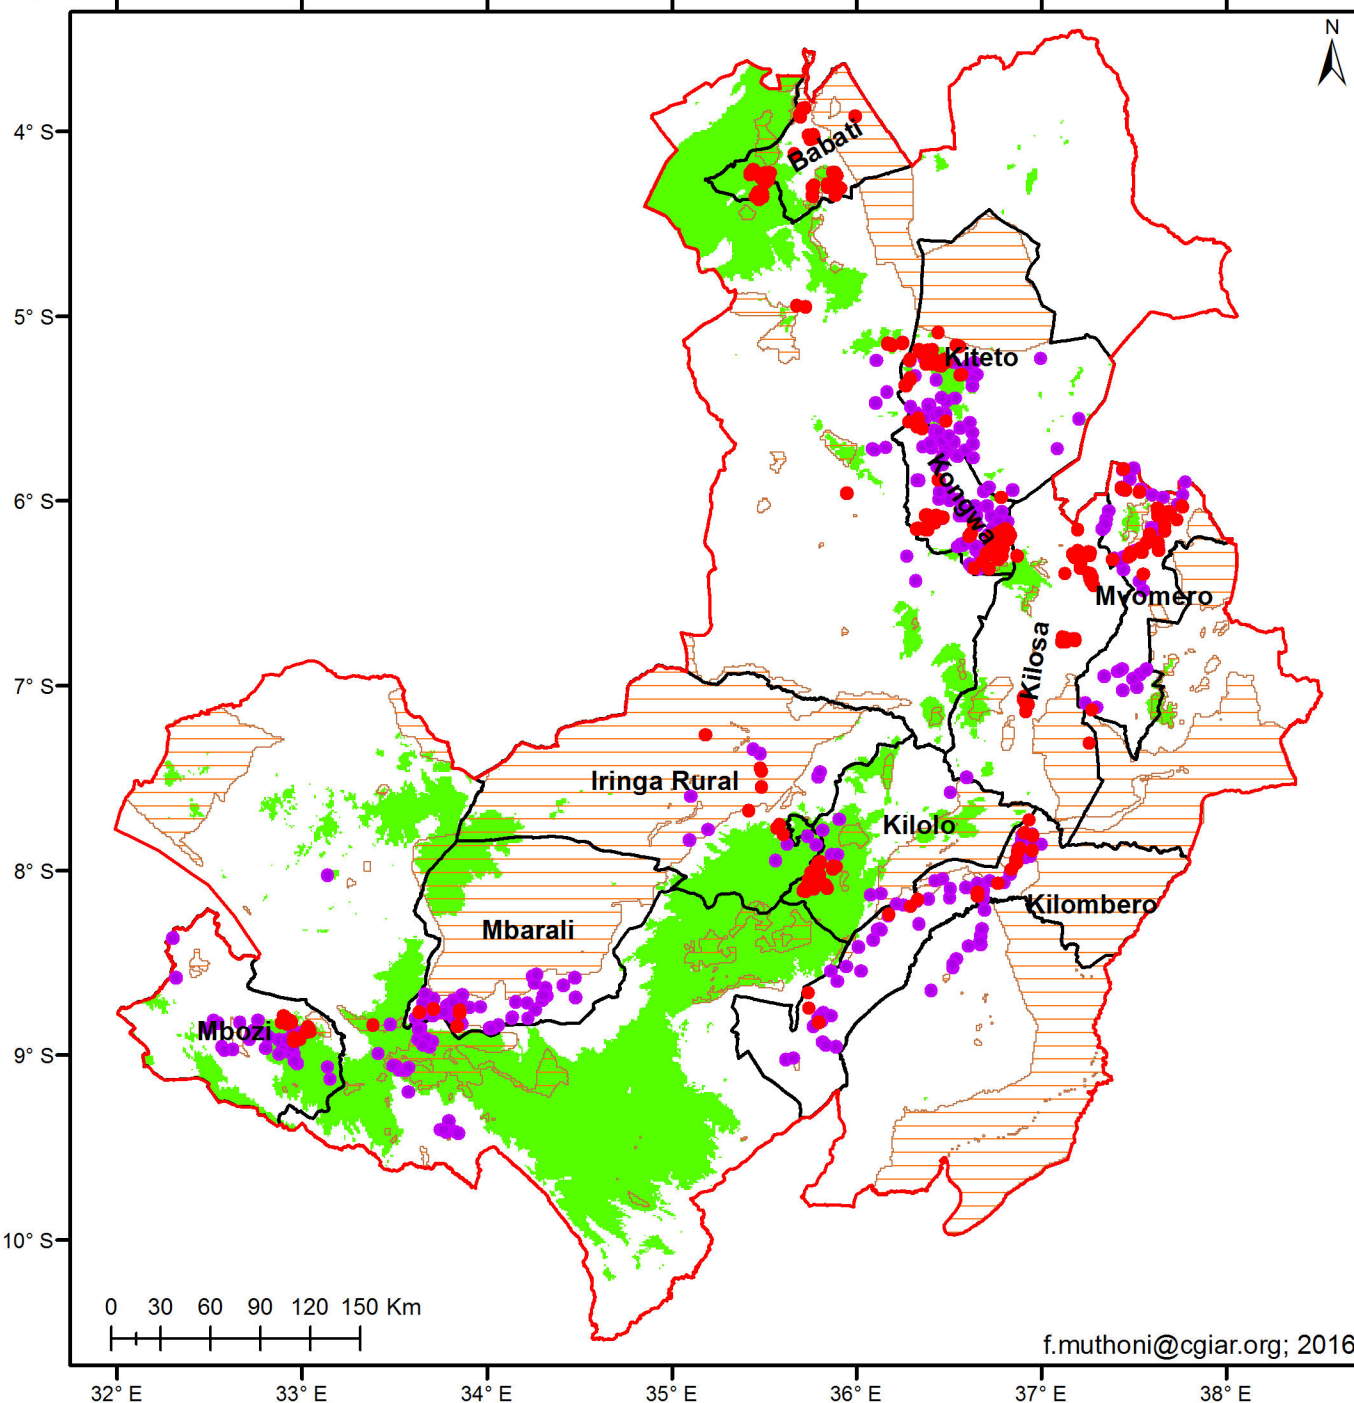 N
4° S
5° S
6° S
7° S
8° S
9° S
10° S
Babati
Kiteto
Kongwa
Mvomero
Kilosa
Iringa Rural
Kilolo
Kilombero
Mbarali
Mbozi
0 30 60 90 120 150 Km
f.muthoni@cgiar.org; 2016
32° E 33° E 34° E 35° E 36° E 37° E 38° E